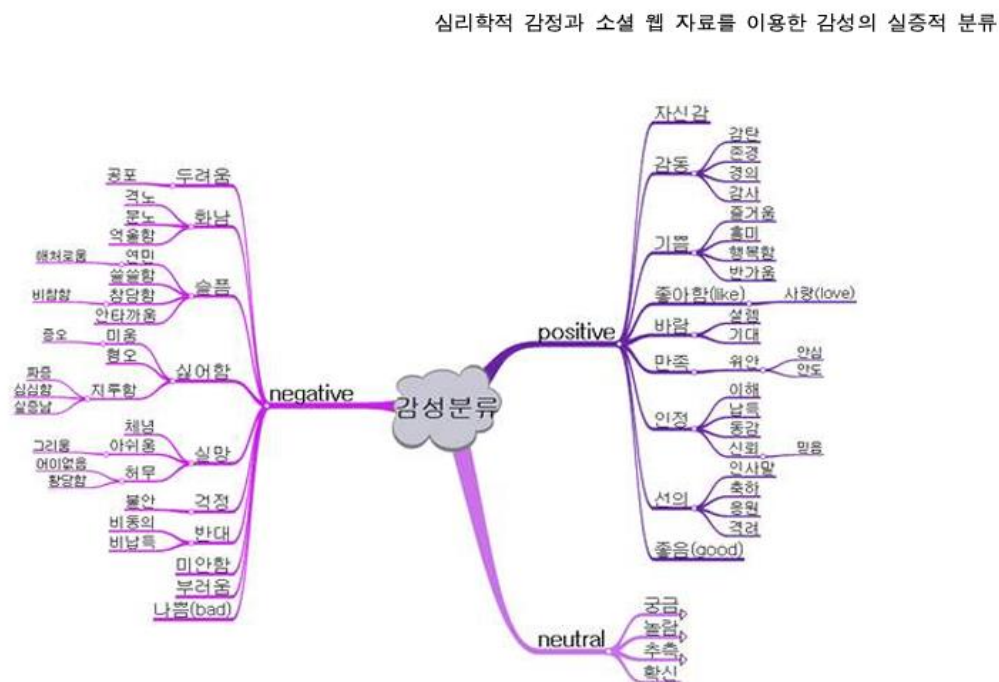 심리학적 감정과 소셜 웹 자료를 이용한 감성의 실증적 분류
감성분류
positive
자신감
감동
감탄
존경
경의
감사
기쁨
즐거움
흥미
행복함
반가움
좋아함(like)
사랑(love)
바람
설렘
기대
만족
위안
안심
안도
인정
이해
납득
동감
신뢰
믿음
선의
인사말
축하
응원
격려
좋음(good)
neutral
궁금
놀람
추측
확신
negative
두려움
공포
화남
격노
분노
억울함
슬픔
연민
애처로움
쓸쓸함
참담함
비참함
안타까움
싫어함
미움
증오
혐오
지루함
짜증
심심함
싫증남
실망
체념
아쉬움
그리움
허무
어이없음
황당함
걱정
불안
반대
비동의
비납득
미안함
부러움
나쁨(bad)